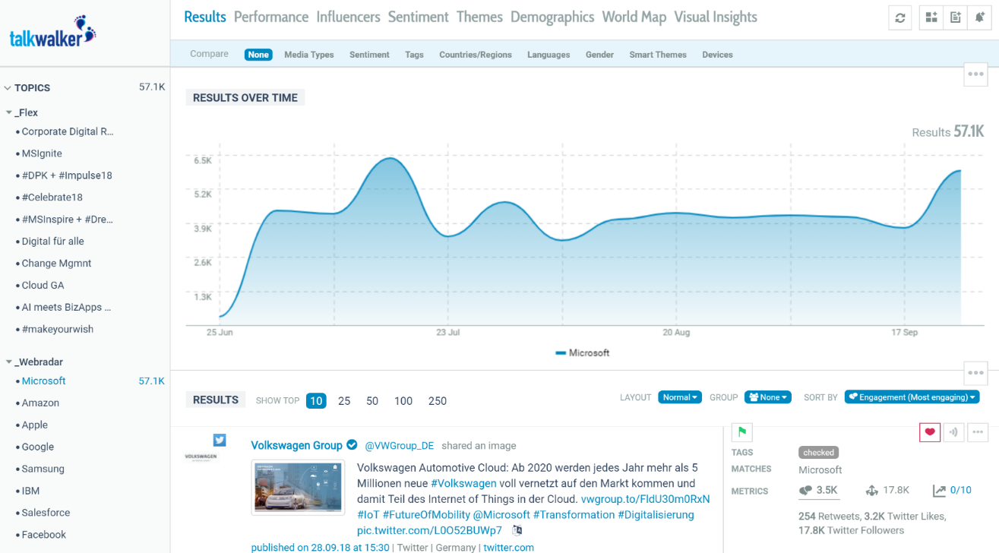 talkwalker
Results Performance Influencers Sentiment Themes Demographics World Map Visual Insights
Compare None Media Types Sentiment Tags Countries/Regions Languages Gender Smart Themes Devices
TOPICS 57.1K
_Flex
Corporate Digital R...
MSIgnite
#DPK + #Impulse18
#Celebrate18
#MSInspire + #Dre...
Digital für alle
Change Mgmnt
Cloud GA
AI meets BizApps ...
#makeyourwish
_Webradar
Microsoft 57.1K
Amazon
Apple
Google
Samsung
IBM
Salesforce
Facebook
RESULTS OVER TIME
Results 57.1K
6.5K
5.2K
3.9K
2.6K
1.3K
25 Jun 23 Jul 20 Aug 17 Sep
Microsoft
RESULTS SHOW TOP 10 25 50 100 250
LAYOUT Normal GROUP None SORT BY Engagement (Most engaging)
VOLKSWAGEN
Volkswagen Group @VWGroup_DE shared an image
Volkswagen Automotive Cloud: Ab 2020 werden jedes Jahr mehr als 5
Millionen neue #Volkswagen voll vernetzt auf den Markt kommen und
damit Teil des Internet of Things in der Cloud. vwgroup.to/FldU30m0RxN
#IoT #FutureOfMobility @Microsoft #Transformation #Digitalisierung
pic.twitter.com/L0O52BUWp7
published on 28.09.18 at 15:30 | Twitter | Germany | twitter.com
TAGS checked
MATCHES Microsoft
METRICS 3.5K 17.8K 0/10
254 Retweets, 3.2K Twitter Likes,
17.8K Twitter Followers